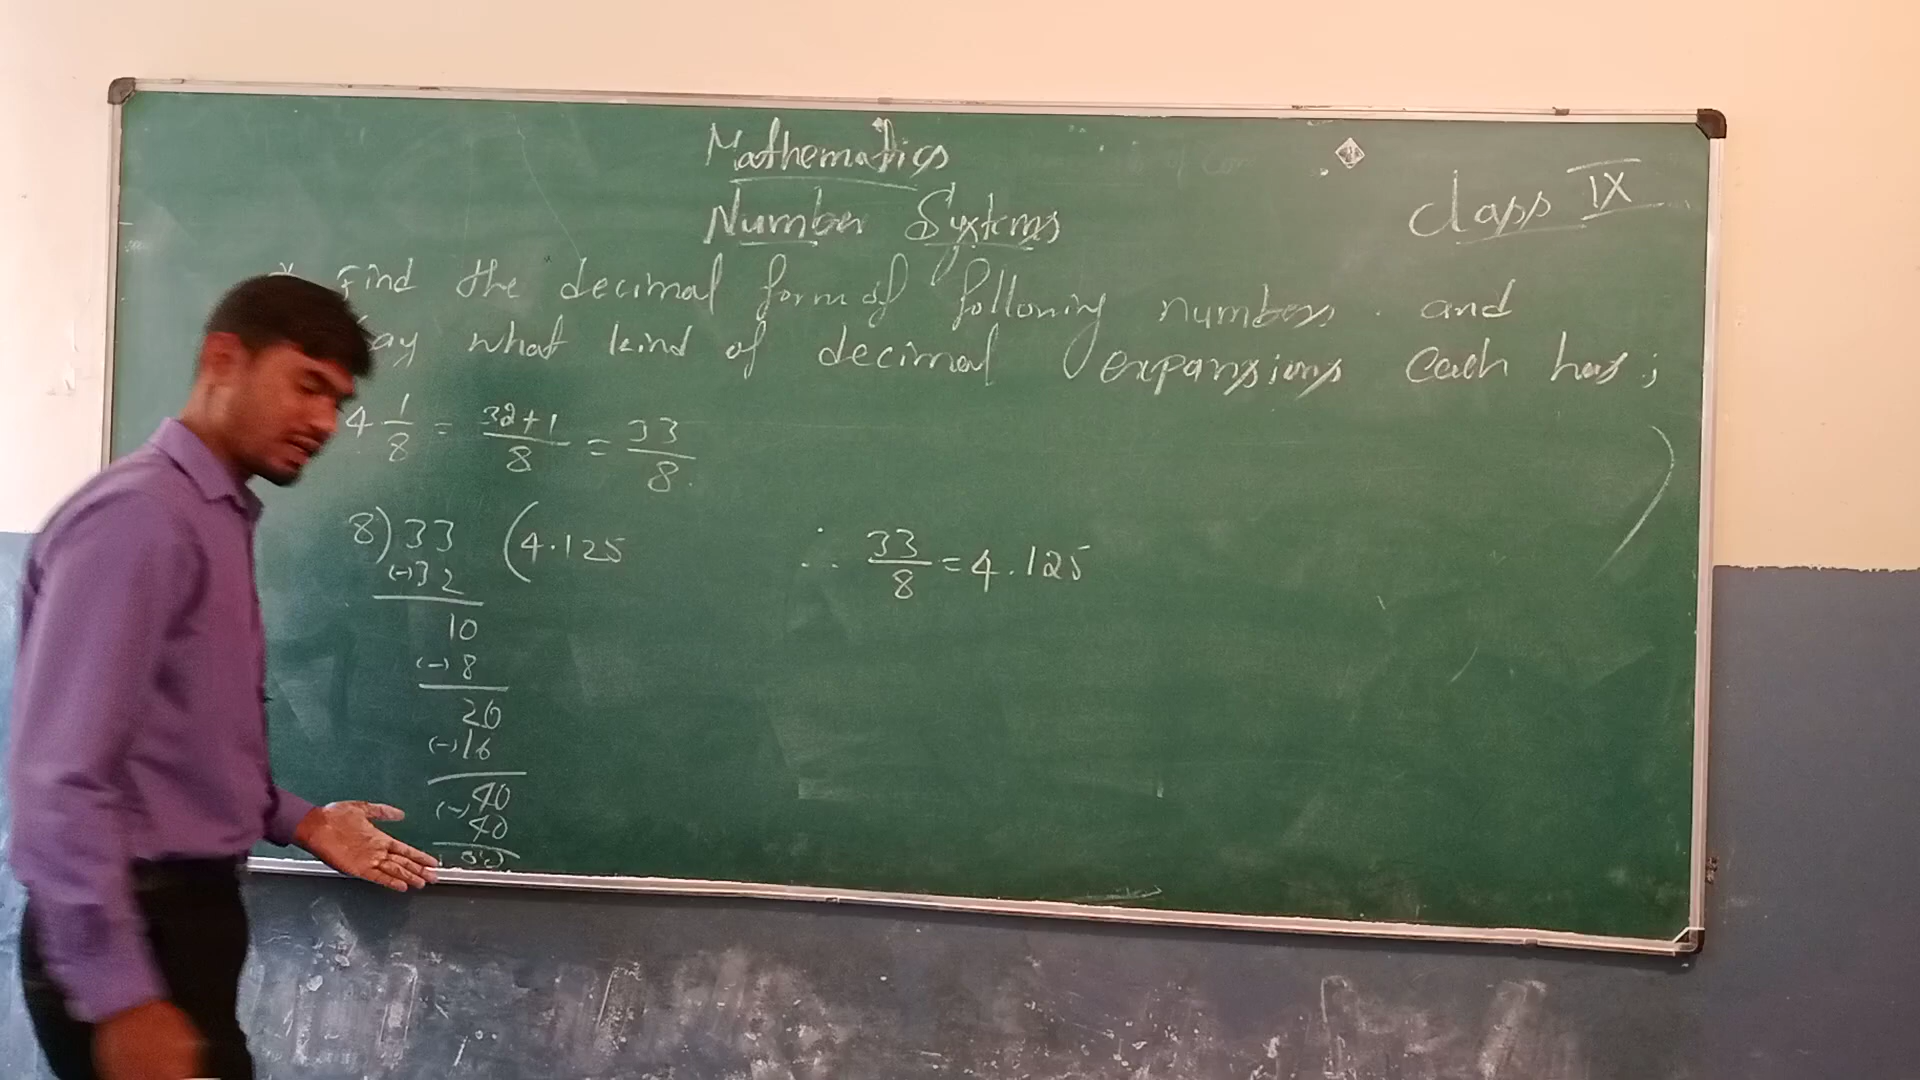 Mathematics
Number Systems
Class IX
Find the decimal form of following numbers. and
ay what kind of decimal expansions each has;
4 1/8 = 32+1/8 = 33/8.
8)33 (4.125
(-)32
10
(-) 8
20
(-)16
40
(-) 40
00
∴ 33/8 = 4.125